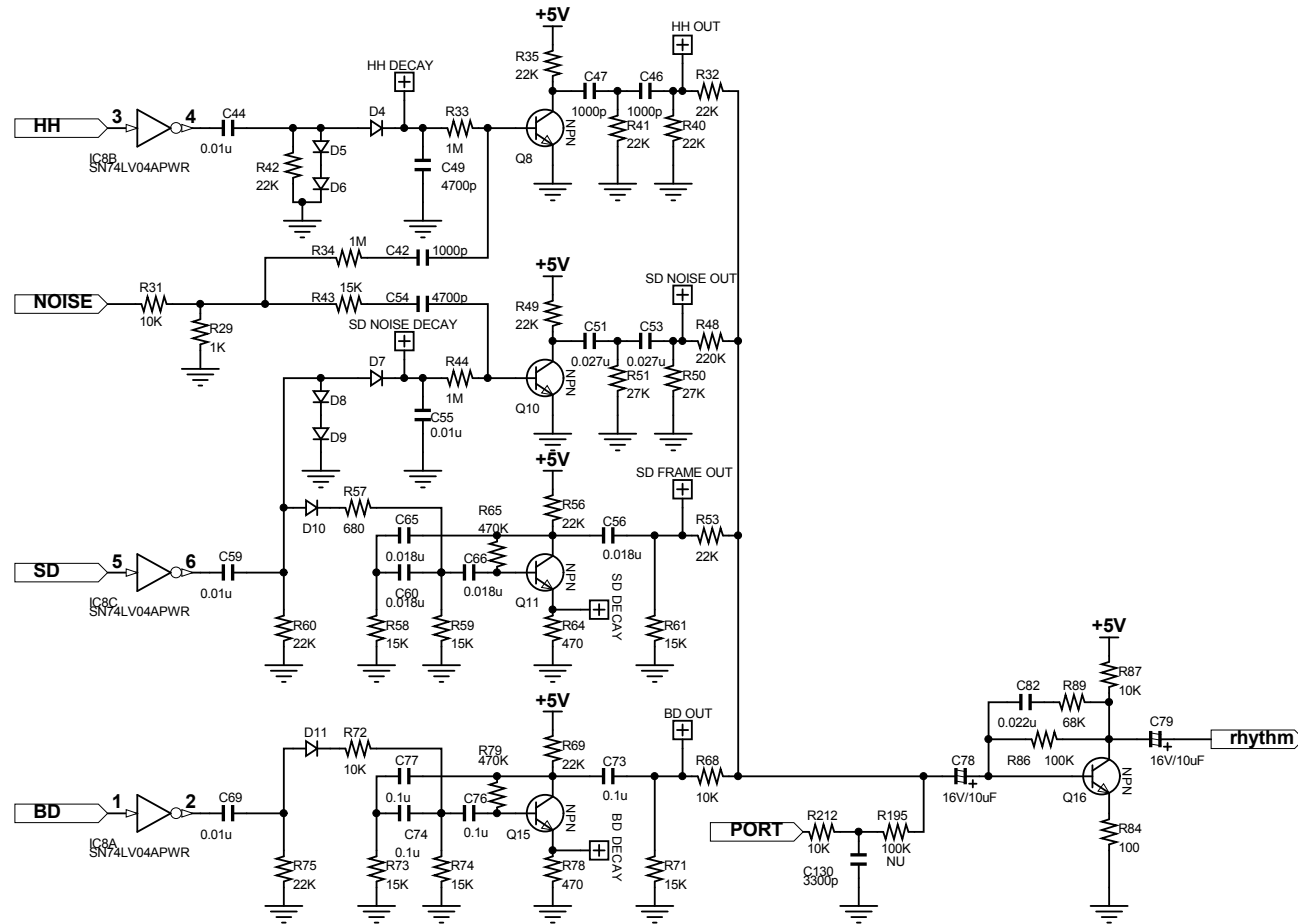 +5V
HH OUT
R35
22K
HH DECAY
C47
1000p
C46
1000p
R32
22K
HH
3
4
C44
0.01u
D4
R33
1M
R41
22K
R40
22K
IC8B
SN74LV04APWR
R42
22K
D5
D6
C49
4700p
Q8
NPN
R34
1M
C42
1000p
+5V
NOISE
R31
10K
R43
15K
C54
4700p
R49
22K
SD NOISE OUT
R29
1K
SD NOISE DECAY
C51
0.027u
C53
0.027u
R48
220K
D7
R44
1M
R51
27K
R50
27K
D8
D9
C55
0.01u
Q10
NPN
+5V
SD FRAME OUT
D10
R57
680
C65
0.018u
R65
470K
R56
22K
C56
0.018u
R53
22K
SD
5
6
C59
0.01u
C60
0.018u
C66
0.018u
Q11
NPN
SD DECAY
IC8C
SN74LV04APWR
R60
22K
R58
15K
R59
15K
R64
470
R61
15K
+5V
BD OUT
D11
R72
10K
C77
0.1u
R79
470K
R69
22K
C73
0.1u
R68
10K
BD
1
2
C69
0.01u
C74
0.1u
C76
0.1u
Q15
NPN
BD DECAY
IC8A
SN74LV04APWR
R75
22K
R73
15K
R74
15K
R78
470
R71
15K
+5V
R87
10K
C82
0.022u
R89
68K
C79
+
16V/10uF
rhythm
R86
100K
C78
+
16V/10uF
Q16
NPN
PORT
R212
10K
R195
100K
NU
C130
3300p
R84
100